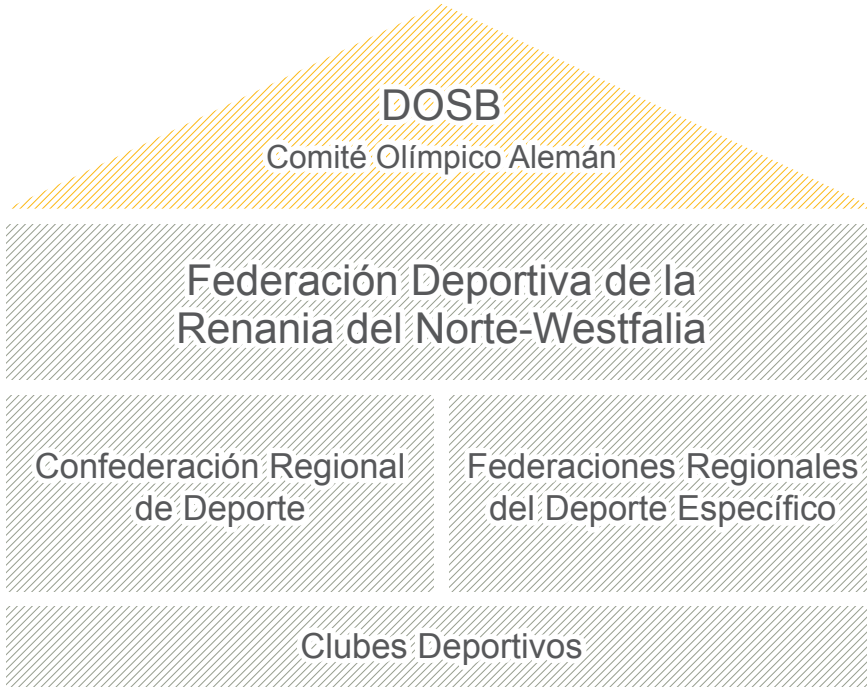 DOSB
Comité Olímpico Alemán
Federación Deportiva de la
Renania del Norte-Westfalia
Confederación Regional
de Deporte
Federaciones Regionales
del Deporte Específico
Clubes Deportivos